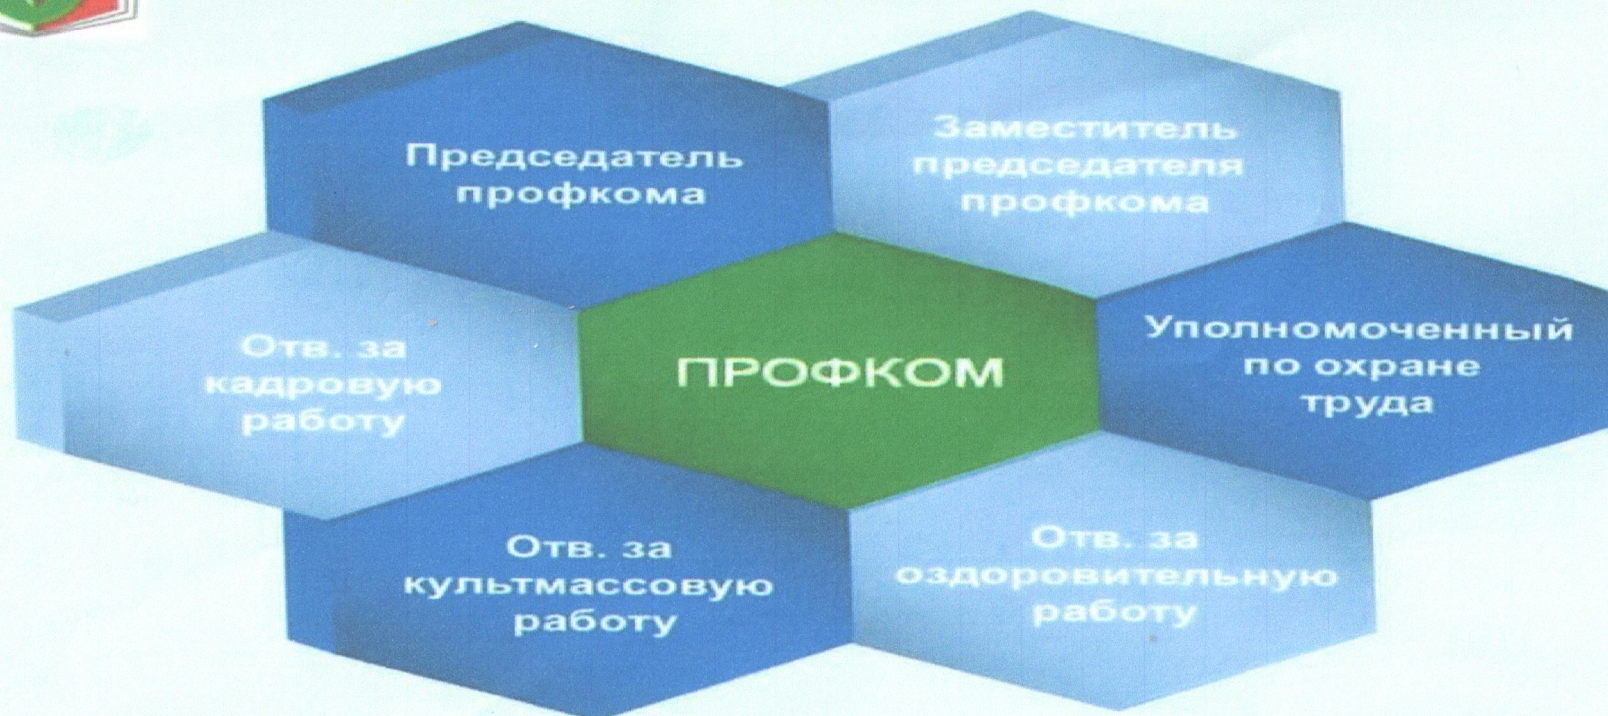 Председатель
профкома
Заместитель
председателя
профкома
Отв. за
кадровую
работу
ПРОФКОМ
Уполномоченный
по охране
труда
Отв. за
культмассовую
работу
Отв. за
оздоровительную
работу